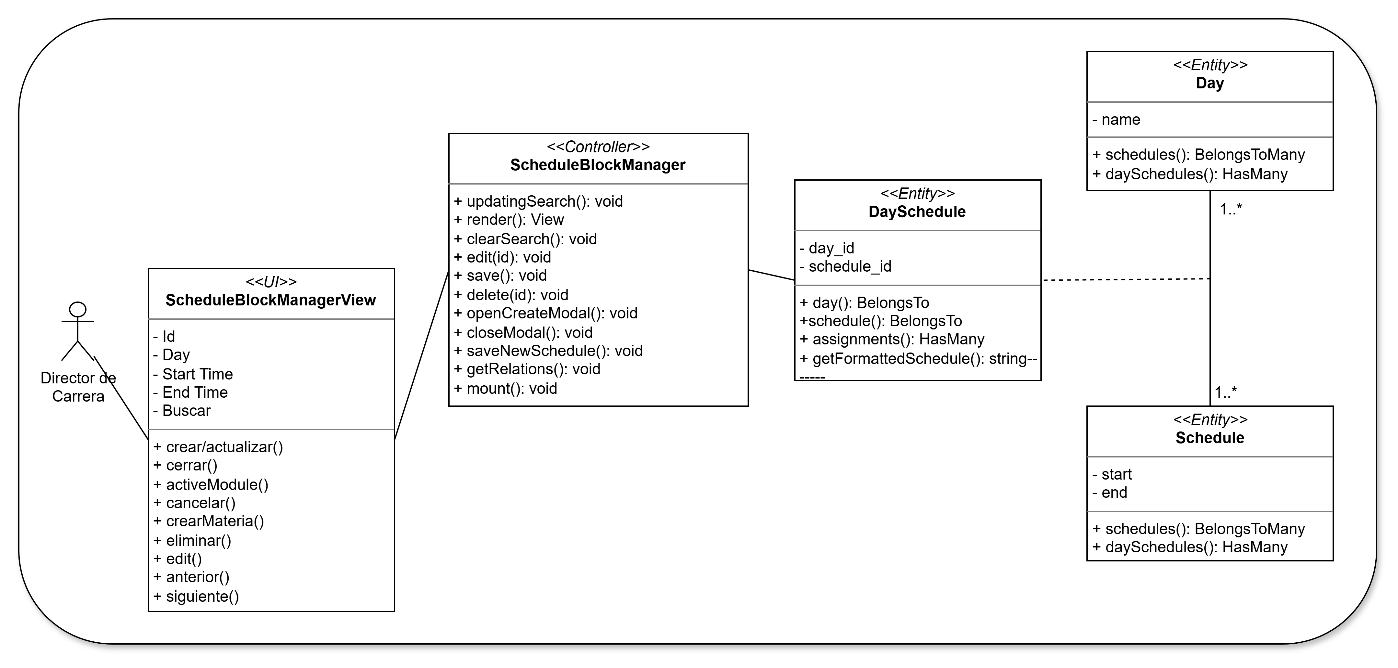 Director de
Carrera
<<UI>>
ScheduleBlockManagerView
- Id
- Day
- Start Time
- End Time
- Buscar
+ crear/actualizar()
+ cerrar()
+ activeModule()
+ cancelar()
+ crearMateria()
+ eliminar()
+ edit()
+ anterior()
+ siguiente()
<<Controller>>
ScheduleBlockManager
+ updatingSearch(): void
+ render(): View
+ clearSearch(): void
+ edit(id): void
+ save(): void
+ delete(id): void
+ openCreateModal(): void
+ closeModal(): void
+ saveNewSchedule(): void
+ getRelations(): void
+ mount(): void
<<Entity>>
DaySchedule
- day_id
- schedule_id
+ day(): BelongsTo
+schedule(): BelongsTo
+ assignments(): HasMany
+ getFormattedSchedule(): string--
-----
<<Entity>>
Day
- name
+ schedules(): BelongsToMany
+ daySchedules(): HasMany
1..*
1..*
<<Entity>>
Schedule
- start
- end
+ schedules(): BelongsToMany
+ daySchedules(): HasMany